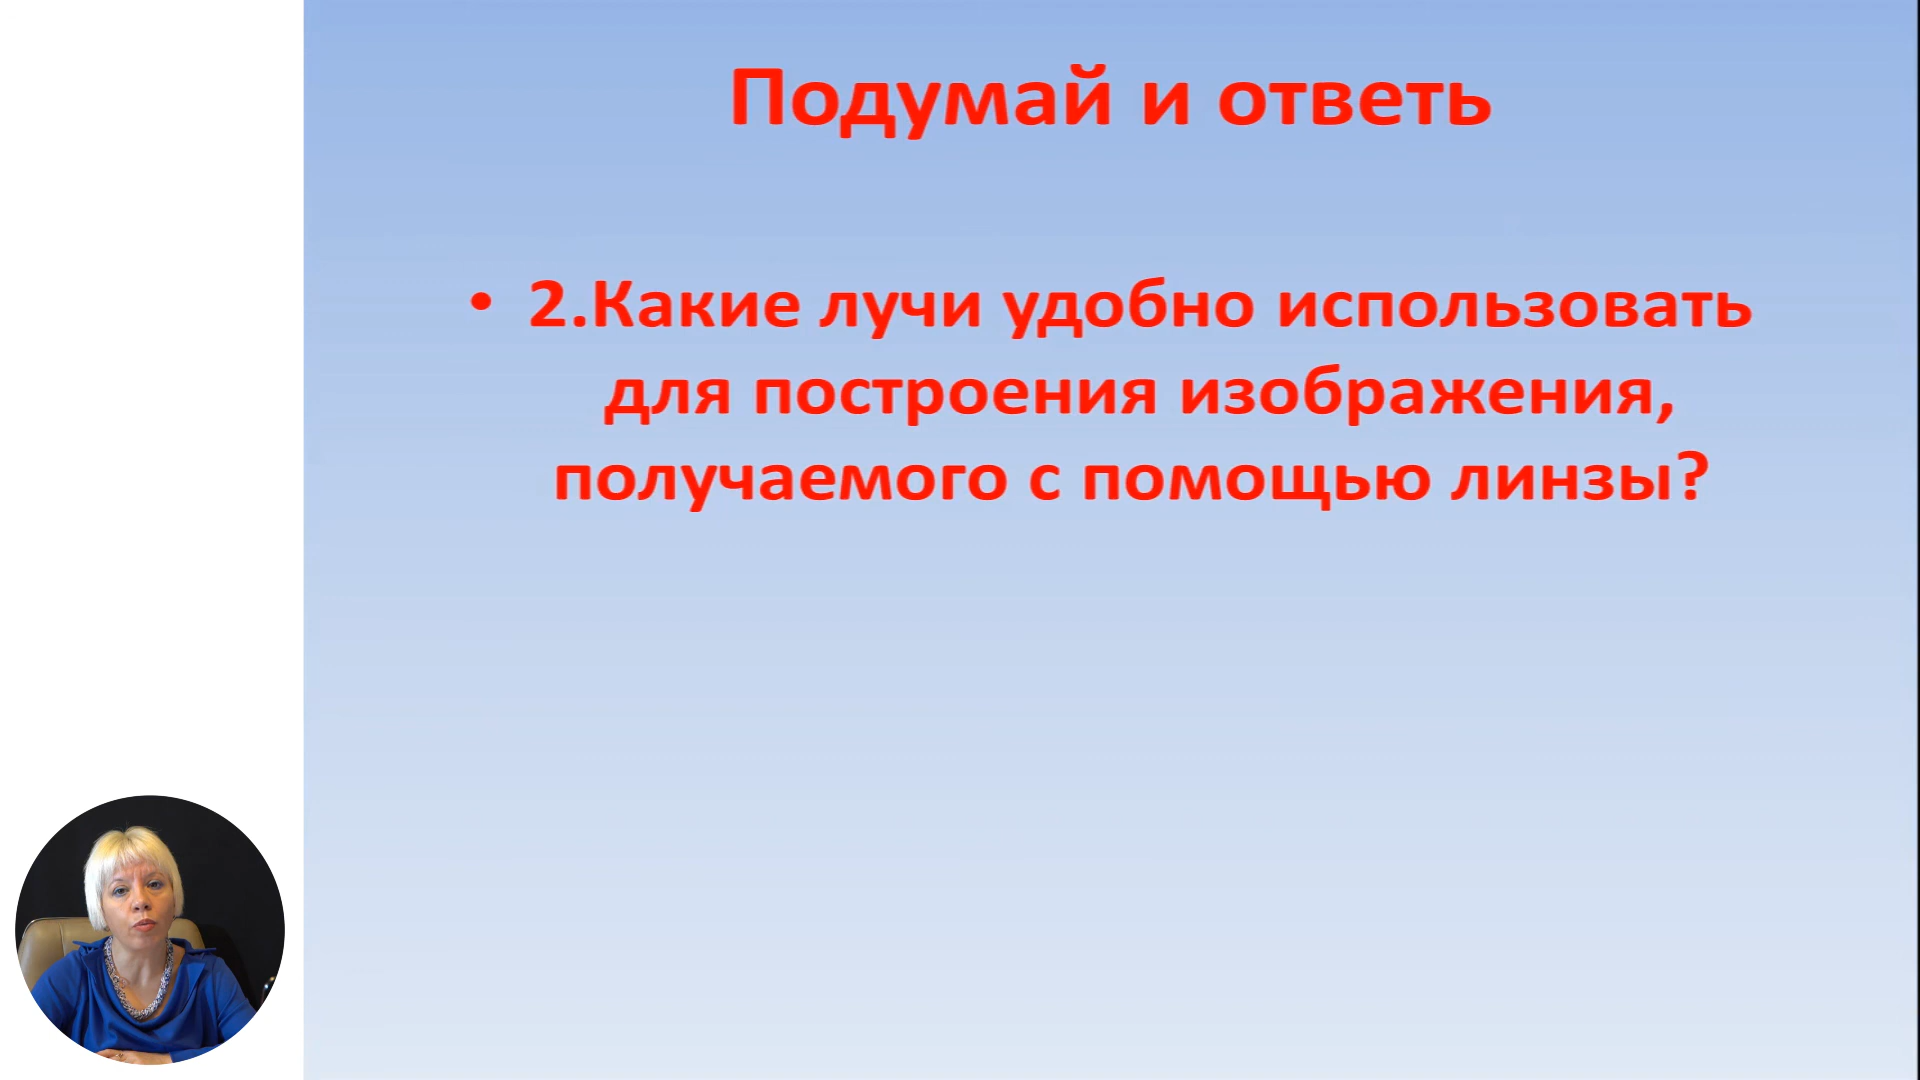 Подумай и ответь
• 2.Какие лучи удобно использовать
для построения изображения,
получаемого с помощью линзы?